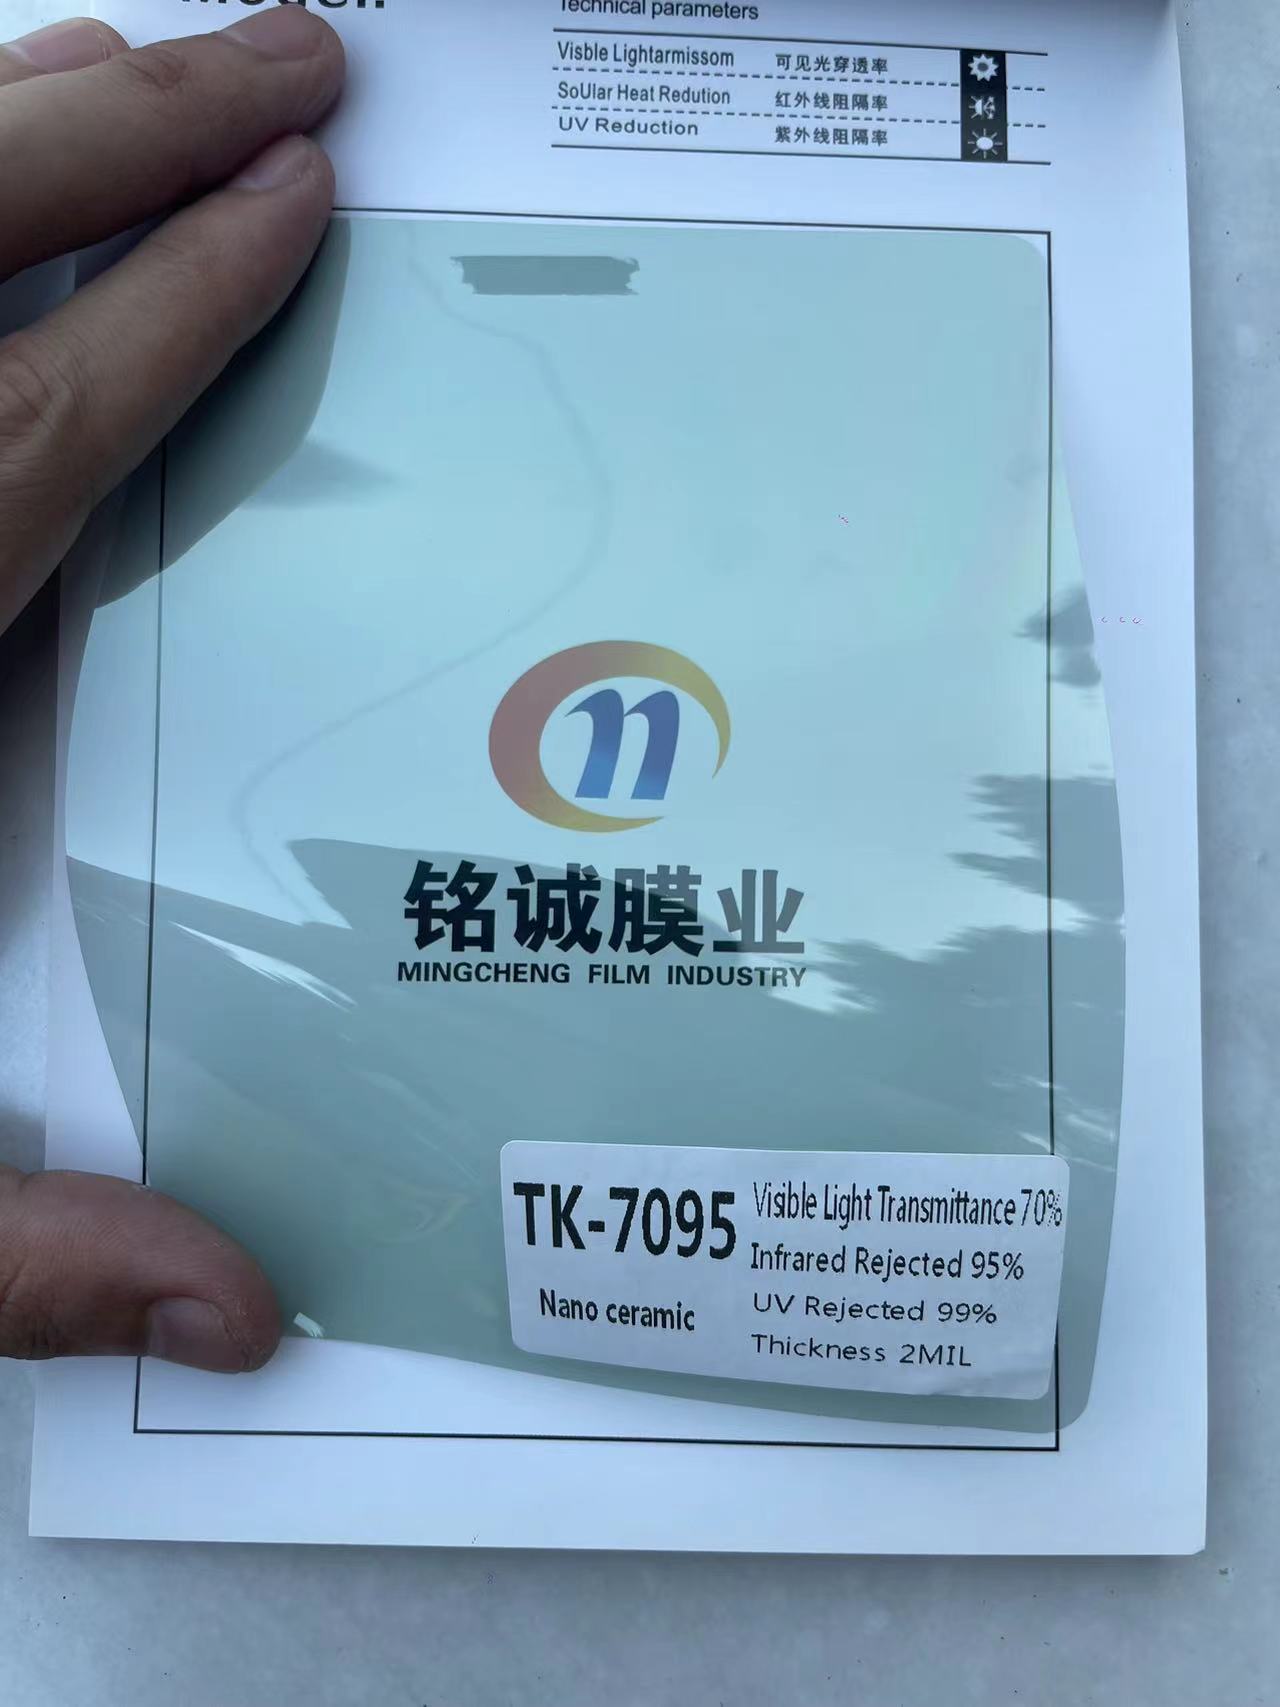 Model:
Technical parameters
Visble Lightarmissom 可见光穿透率
SoUlar Heat Redution 红外线阻隔率
UV Reduction 紫外线阻隔率
铭诚膜业
MINGCHENG FILM INDUSTRY
TK-7095
Nano ceramic
Visible Light Transmittance 70%
Infrared Rejected 95%
UV Rejected 99%
Thickness 2MIL